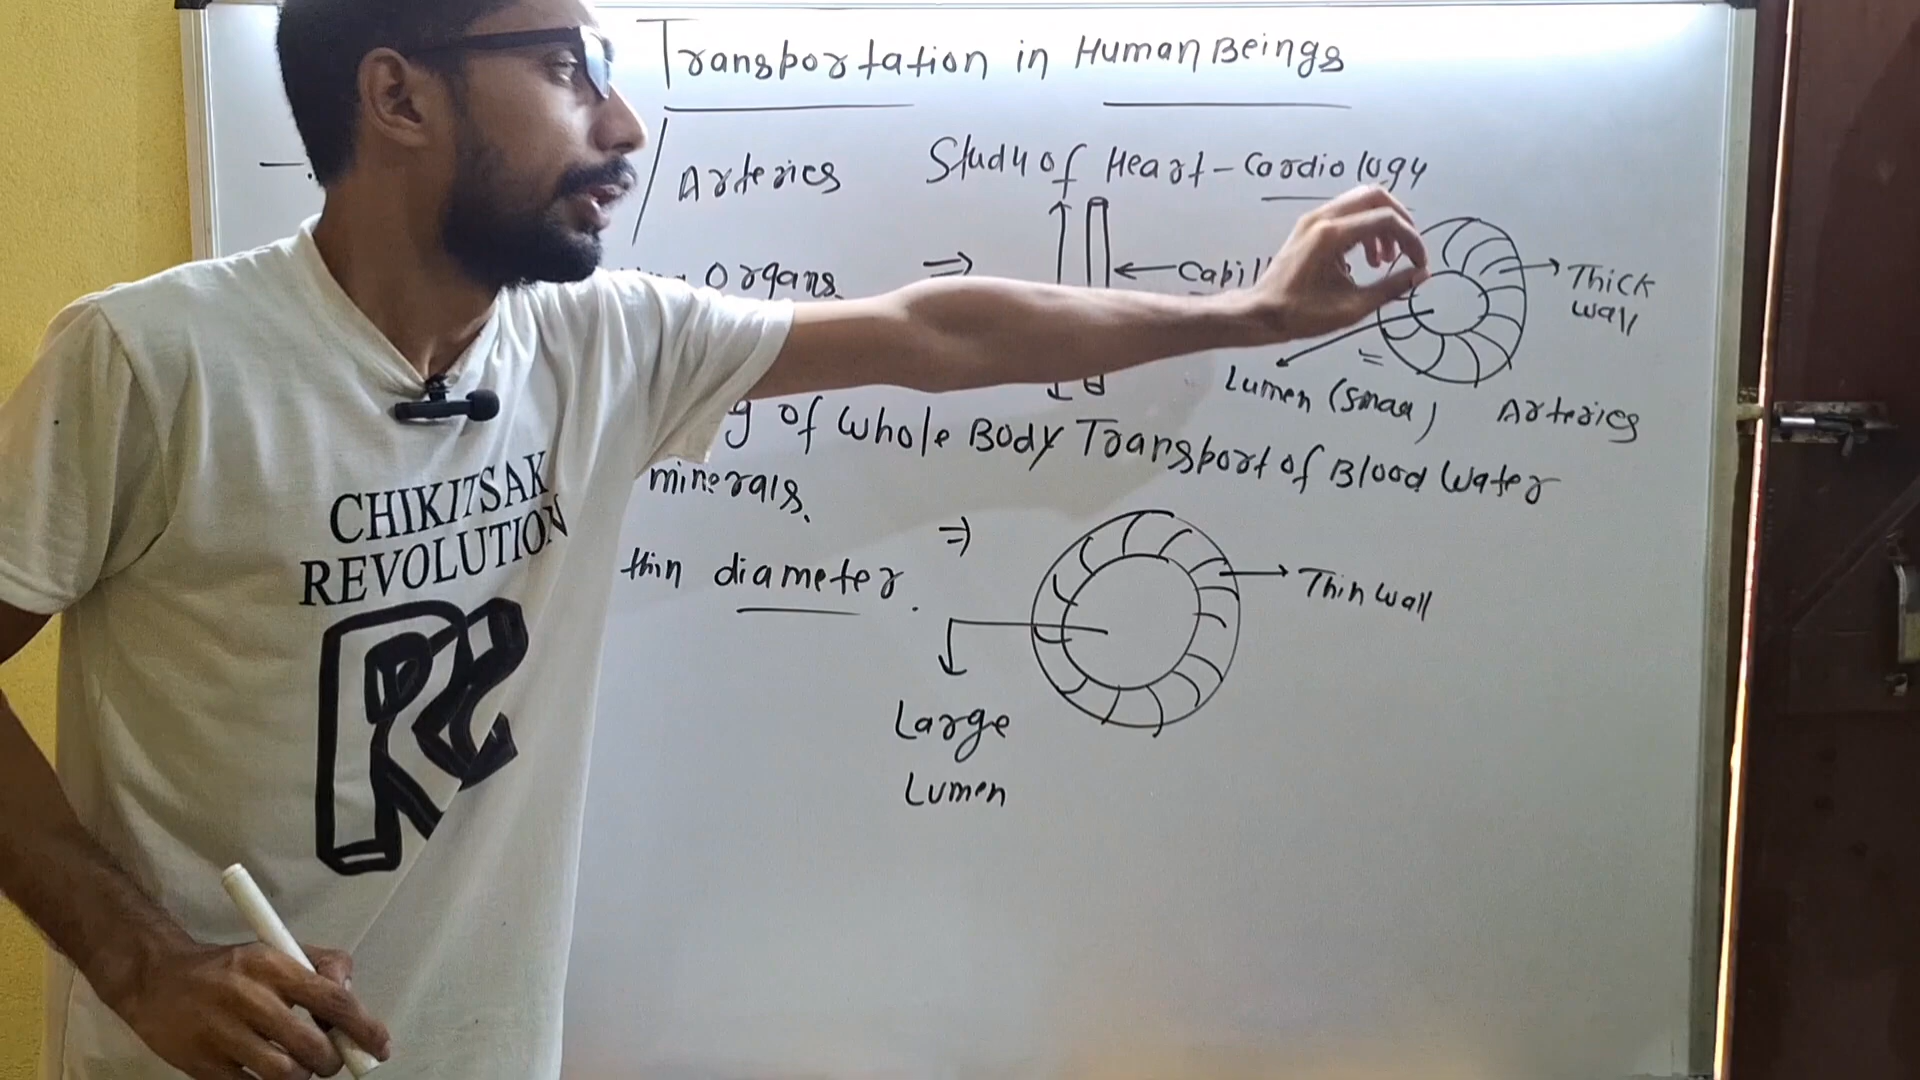 Transportation in Human Beings
Arteries
Study of Heart - Cardiology
Organs.
⇒
Capill
Thick
wall
Lumen (Small)
Arteries
g of whole Body Transport of Blood Water
minerals.
thin diameter.
⇒
Thin wall
Large
Lumen
CHIKITSAK
REVOLUTION